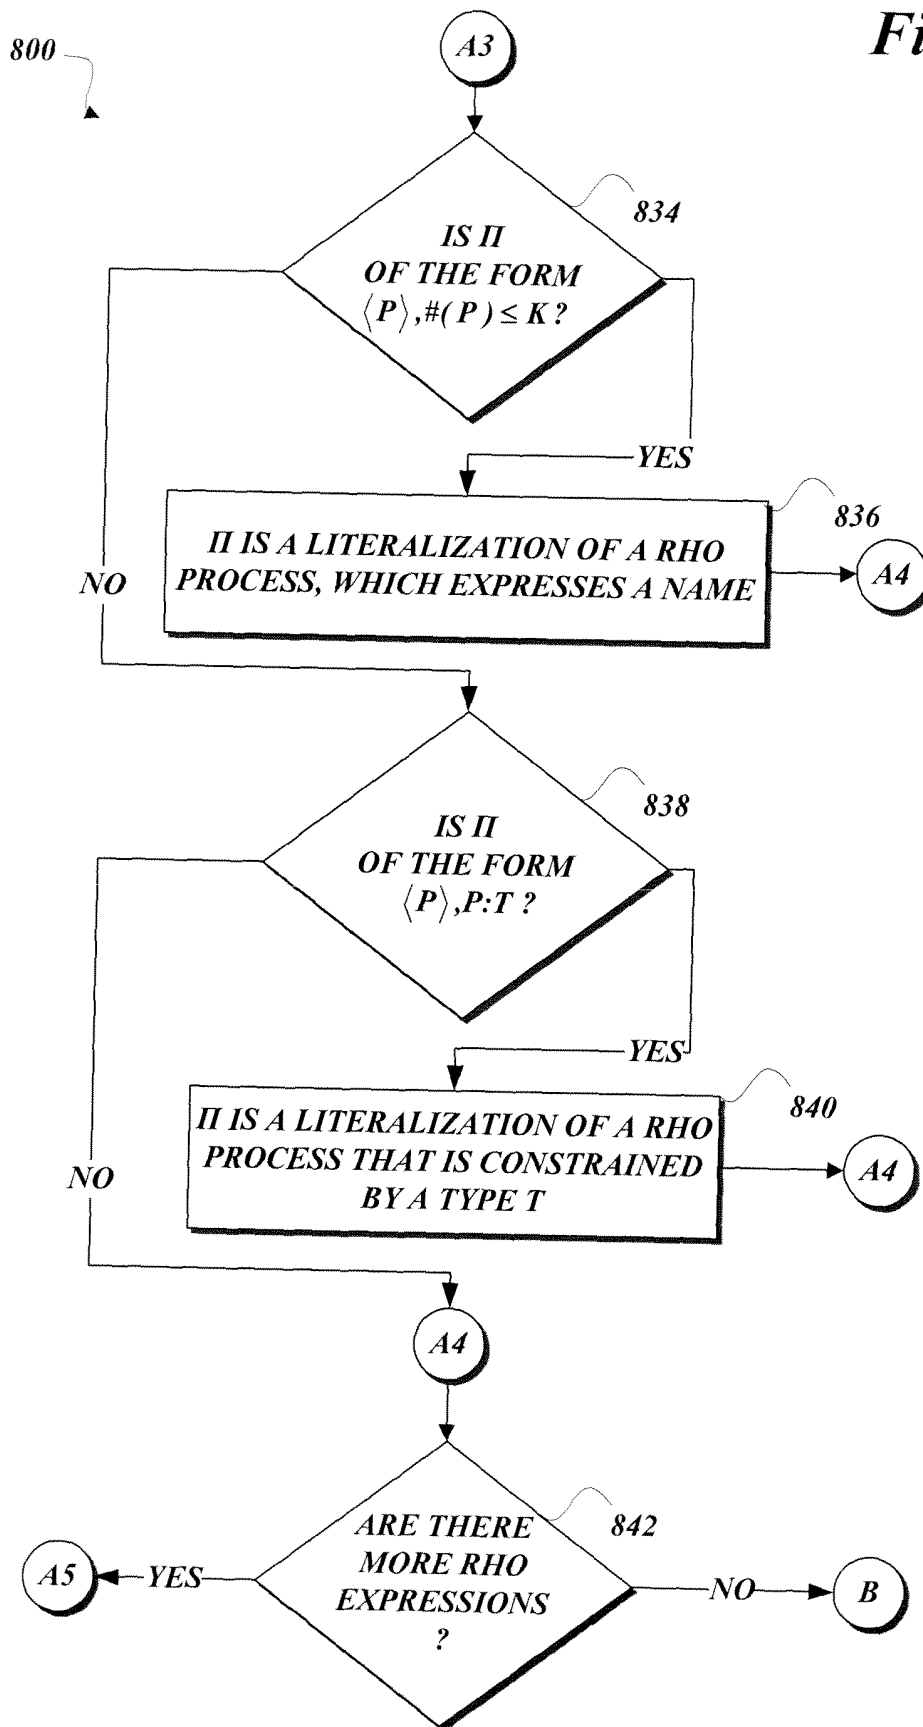 800
A3
Fi
834
IS Π
OF THE FORM
⟨P⟩,#(P) ≤ K ?
YES
836
Π IS A LITERALIZATION OF A RHO
PROCESS, WHICH EXPRESSES A NAME
A4
NO
838
IS Π
OF THE FORM
⟨P⟩,P:T ?
YES
840
Π IS A LITERALIZATION OF A RHO
PROCESS THAT IS CONSTRAINED
BY A TYPE T
A4
NO
A4
842
ARE THERE
MORE RHO
EXPRESSIONS
?
A5
YES
NO
B